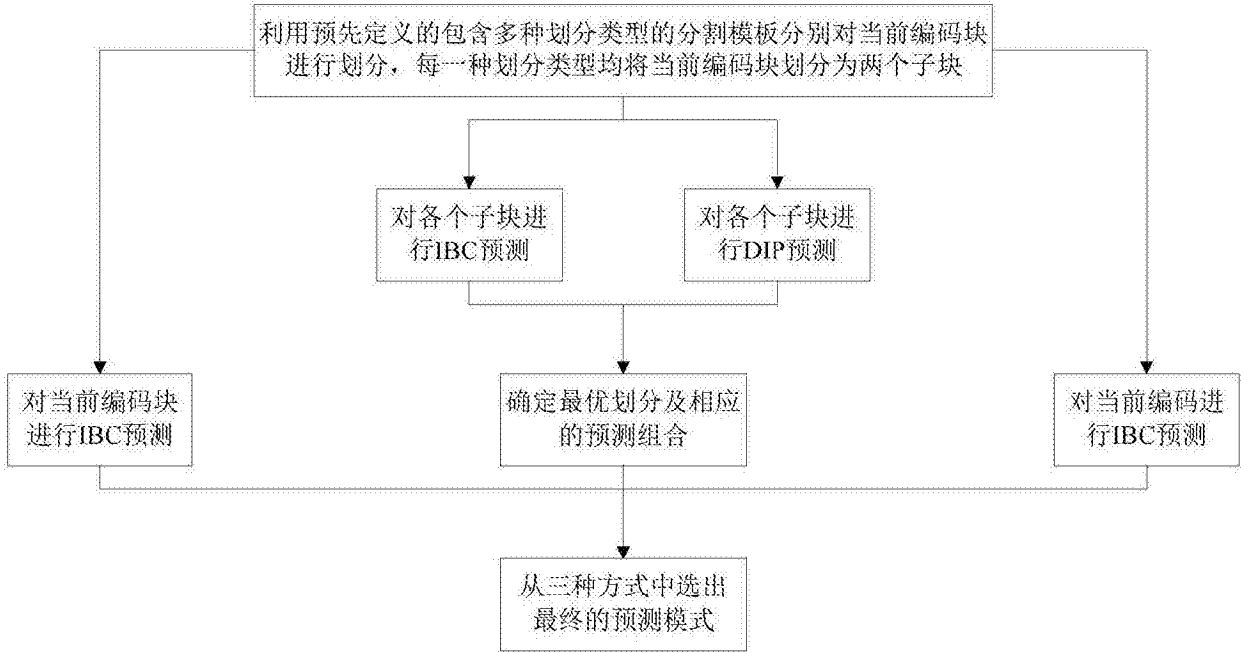 利用预先定义的包含多种划分类型的分割模板分别对当前编码块
进行划分，每一种划分类型均将当前编码块划分为两个子块
对各个子块进
行IBC预测
对各个子块进
行DIP预测
对当前编码块
进行IBC预测
确定最优划分及相应
的预测组合
对当前编码进
行IBC预测
从三种方式中选出
最终的预测模式